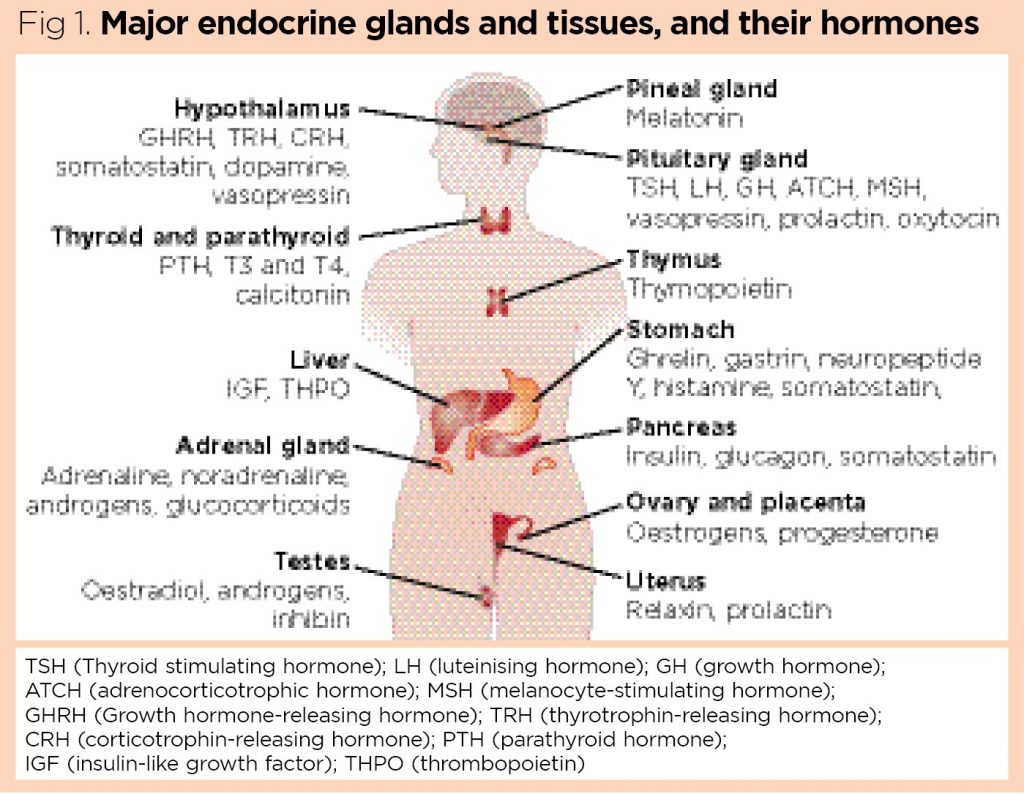 Fig 1. Major endocrine glands and tissues, and their hormones
Hypothalamus
GHRH, TRH, CRH,
somatostatin, dopamine,
vasopressin
Thyroid and parathyroid
PTH, T3 and T4,
calcitonin
Liver
IGF, THPO
Adrenal gland
Adrenaline, noradrenaline,
androgens, glucocorticoids
Testes
Oestradiol, androgens,
inhibin
Pineal gland
Melatonin
Pituitary gland
TSH, LH, GH, ATCH, MSH,
vasopressin, prolactin, oxytocin
Thymus
Thymopoietin
Stomach
Ghrelin, gastrin, neuropeptide
Y, histamine, somatostatin,
Pancreas
Insulin, glucagon, somatostatin
Ovary and placenta
Oestrogens, progesterone
Uterus
Relaxin, prolactin
TSH (Thyroid stimulating hormone); LH (luteinising hormone); GH (growth hormone);
ATCH (adrenocorticotrophic hormone); MSH (melanocyte-stimulating hormone);
GHRH (Growth hormone-releasing hormone); TRH (thyrotrophin-releasing hormone);
CRH (corticotrophin-releasing hormone); PTH (parathyroid hormone);
IGF (insulin-like growth factor); THPO (thrombopoietin)